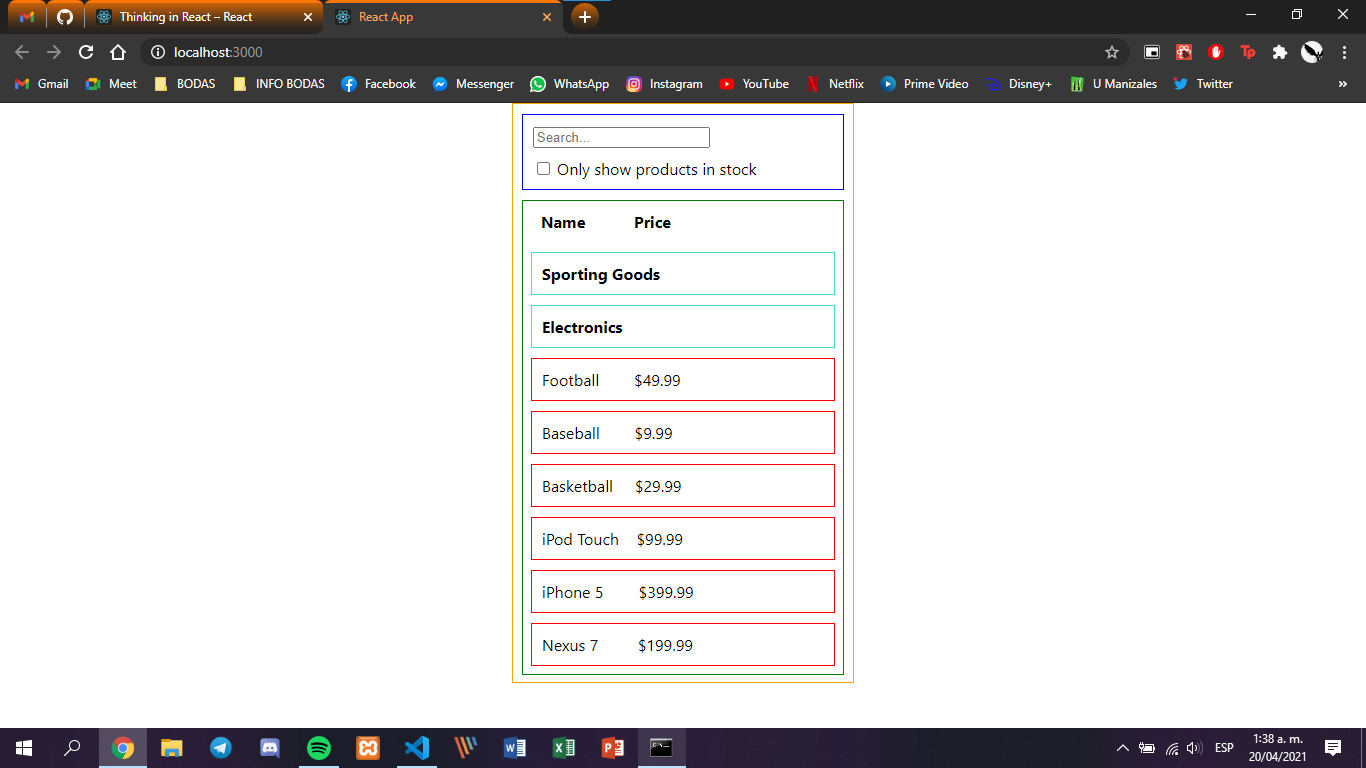 Thinking in React – React
React App
localhost:3000
Gmail Meet BODAS INFO BODAS Facebook Messenger WhatsApp Instagram YouTube Netflix Prime Video Disney+ U Manizales Twitter »
Search...
Only show products in stock
Name Price
Sporting Goods
Electronics
Football $49.99
Baseball $9.99
Basketball $29.99
iPod Touch $99.99
iPhone 5 $399.99
Nexus 7 $199.99
ESP
1:38 a. m.
20/04/2021